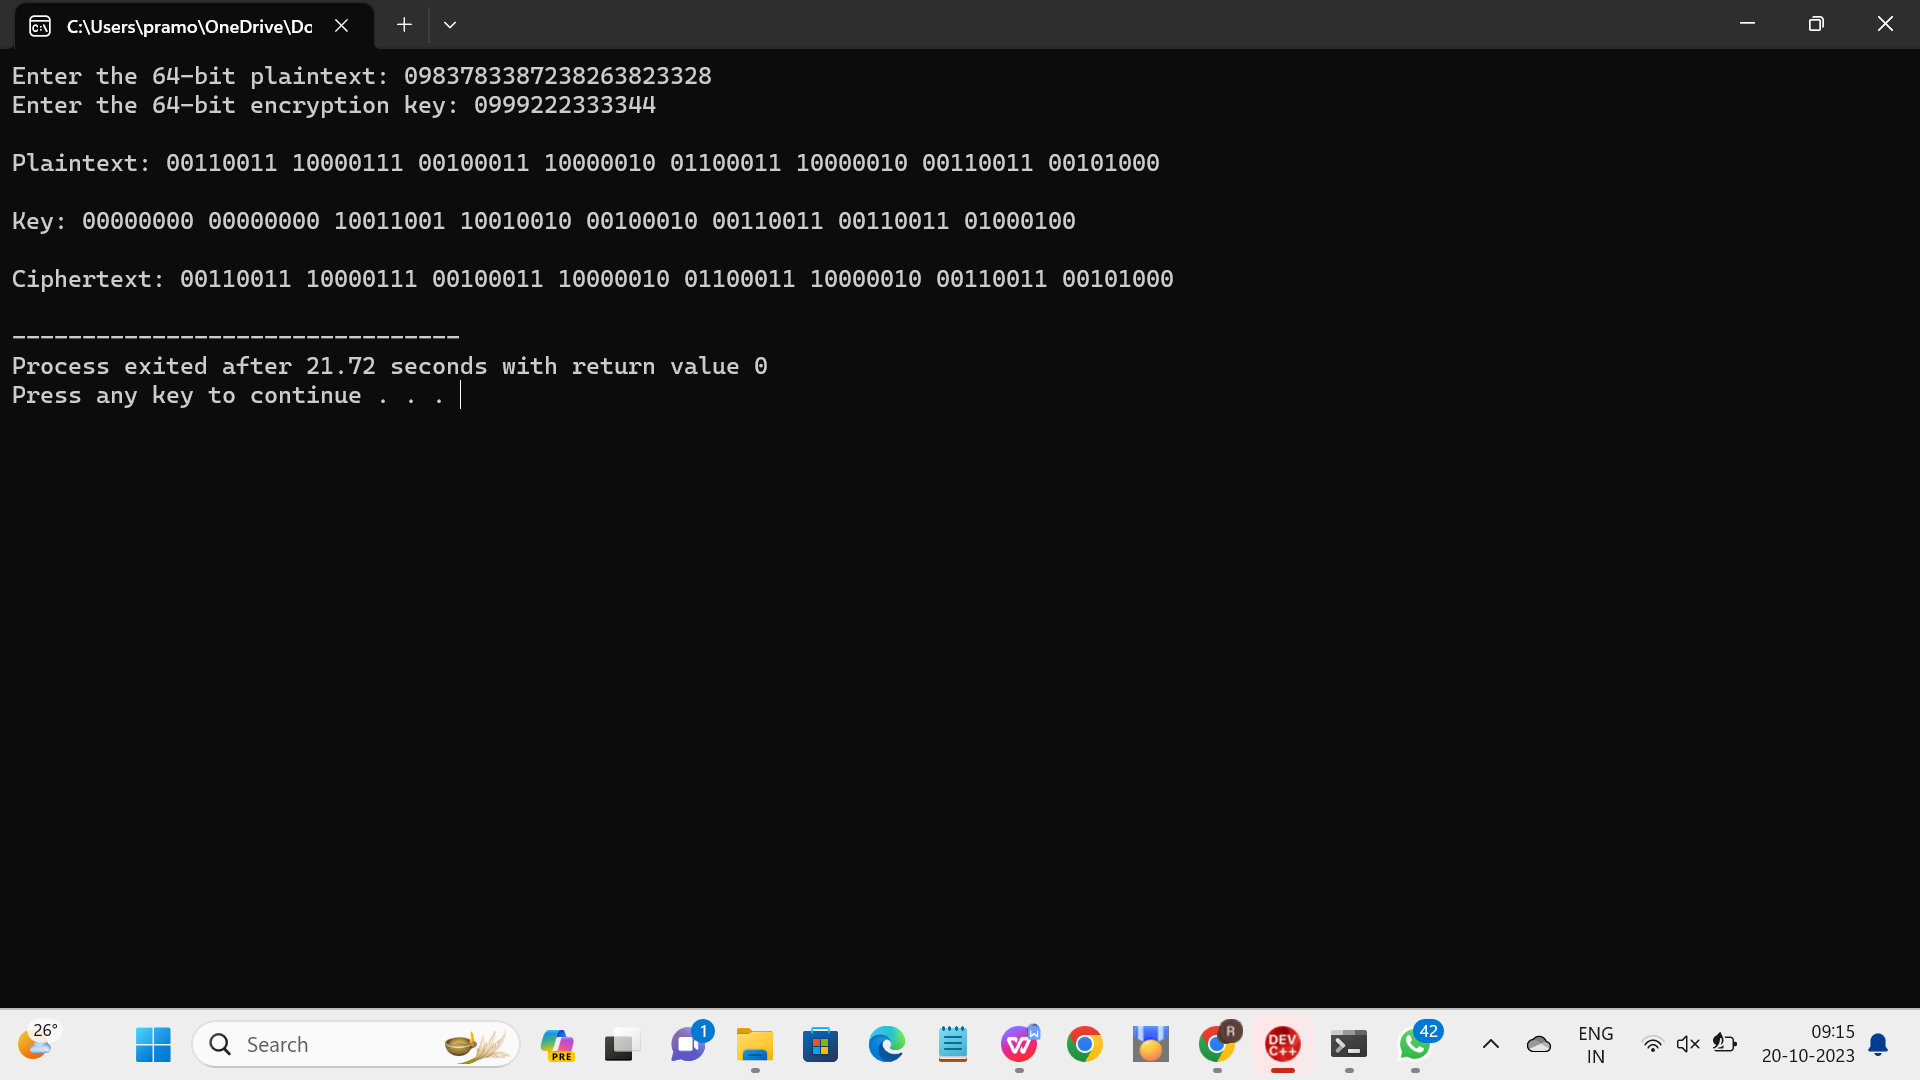 C:\Users\pramo\OneDrive\Dc
Enter the 64-bit plaintext: 0983783387238263823328
Enter the 64-bit encryption key: 0999222333344
Plaintext: 00110011 10000111 00100011 10000010 01100011 10000010 00110011 00101000
Key: 00000000 00000000 10011001 10010010 00100010 00110011 00110011 01000100
Ciphertext: 00110011 10000111 00100011 10000010 01100011 10000010 00110011 00101000
--------------------------------
Process exited after 21.72 seconds with return value 0
Press any key to continue . . .
26°
Search
PRE
1
W
R
DEV
C++
42
ENG
IN
09:15
20-10-2023